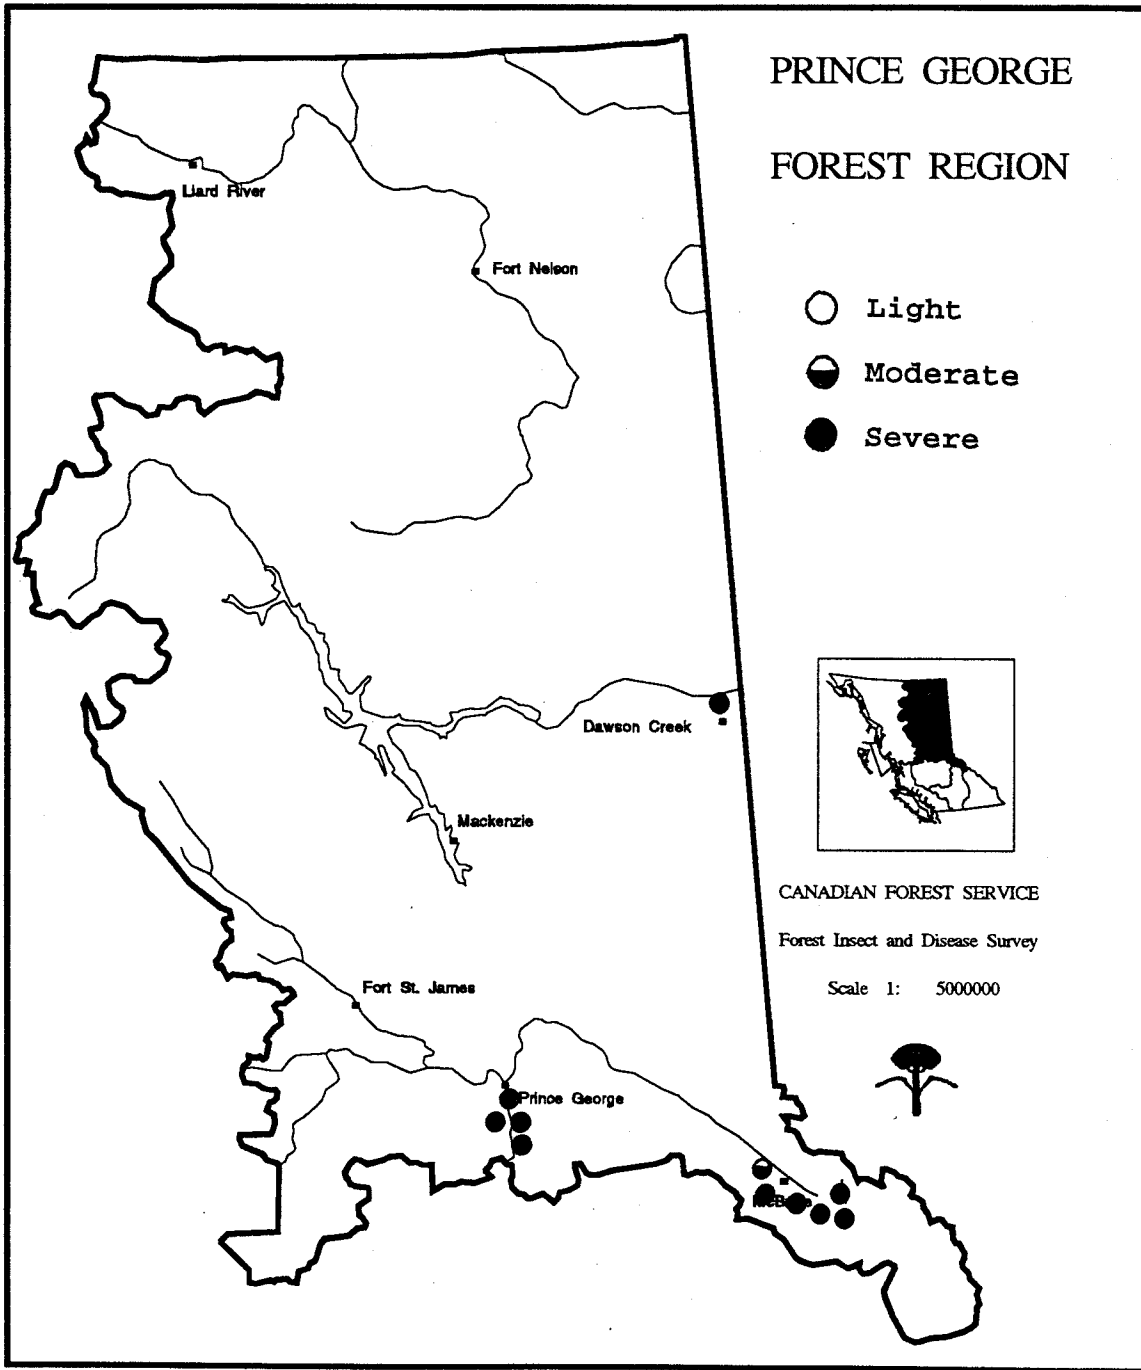 PRINCE GEORGE
FOREST REGION
Light
Moderate
Severe
Liard River
Fort Nelson
Dawson Creek
Mackenzie
Fort St. James
Prince George
CANADIAN FOREST SERVICE
Forest Insect and Disease Survey
Scale 1: 5000000